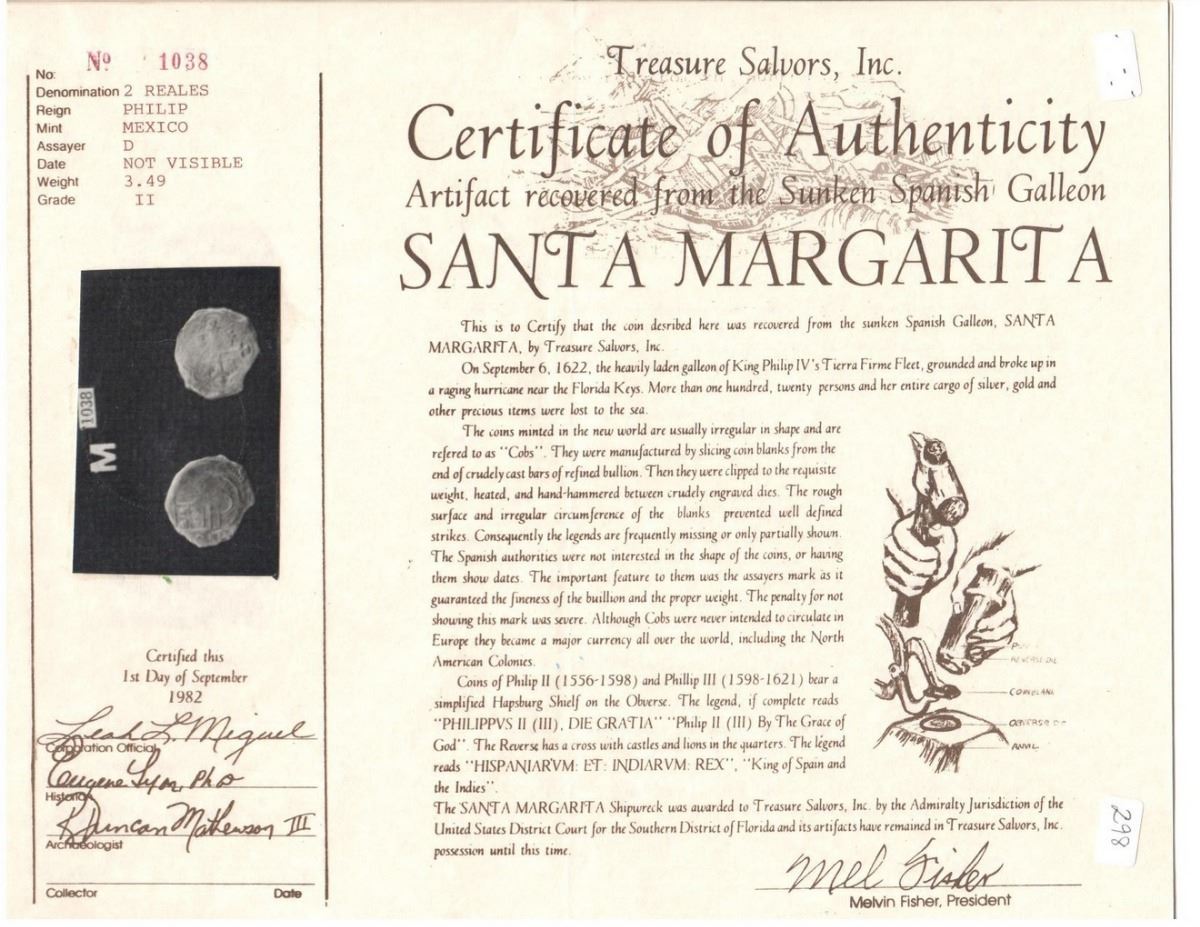 Nº 1038
No:
Denomination 2 REALES
Reign PHILIP
Mint MEXICO
Assayer D
Date NOT VISIBLE
Weight 3.49
Grade II
1038
M
Certified this
1st Day of September
1982
Leah L. Miguel
Corporation Official
Eugene Lyon, PhD
Historian
R Duncan Mathewson III
Archaeologist
Collector Date
Treasure Salvors, Inc.
Certificate of Authenticity
Artifact recovered from the Sunken Spanish Galleon
SANTA MARGARITA
This is to Certify that the coin desribed here was recovered from the sunken Spanish Galleon, SANTA
MARGARITA, by Treasure Salvors, Inc.
On September 6, 1622, the heavily laden galleon of King Philip IV's Tierra Firme Fleet, grounded and broke up in
a raging hurricane near the Florida Keys. More than one hundred, twenty persons and her entire cargo of silver, gold and
other precious items were lost to the sea.
The coins minted in the new world are usually irregular in shape and are
refered to as "Cobs". They were manufactured by slicing coin blanks from the
end of crudely cast bars of refined bullion. Then they were clipped to the requisite
weight, heated, and hand-hammered between crudely engraved dies. The rough
surface and irregular circumference of the blanks prevented well defined
strikes. Consequently the legends are frequently missing or only partially shown.
The Spanish authorities were not interested in the shape of the coins, or having
them show dates. The important feature to them was the assayers mark as it
guaranteed the fineness of the buillion and the proper weight. The penalty for not
showing this mark was severe. Although Cobs were never intended to circulate in
Europe they became a major currency all over the world, including the North
American Colonies.
Coins of Philip II (1556-1598) and Phillip III (1598-1621) bear a
simplified Hapsburg Shielf on the Obverse. The legend, if complete reads
"PHILIPPVS II (III), DIE GRATIA" "Philip II (III) By The Grace of
God". The Reverse has a cross with castles and lions in the quarters. The legend
reads "HISPANIARVM: ET: INDIARVM: REX", "King of Spain and
the Indies".
The SANTA MARGARITA Shipwreck was awarded to Treasure Salvors, Inc. by the Admiralty Jurisdiction of the
United States District Court for the Southern District of Florida and its artifacts have remained in Treasure Salvors, Inc.
possession until this time.
REVERSE DIE
COIN BLANK
OBVERSE DIE
ANVIL
Mel Fisher
Melvin Fisher, President
298